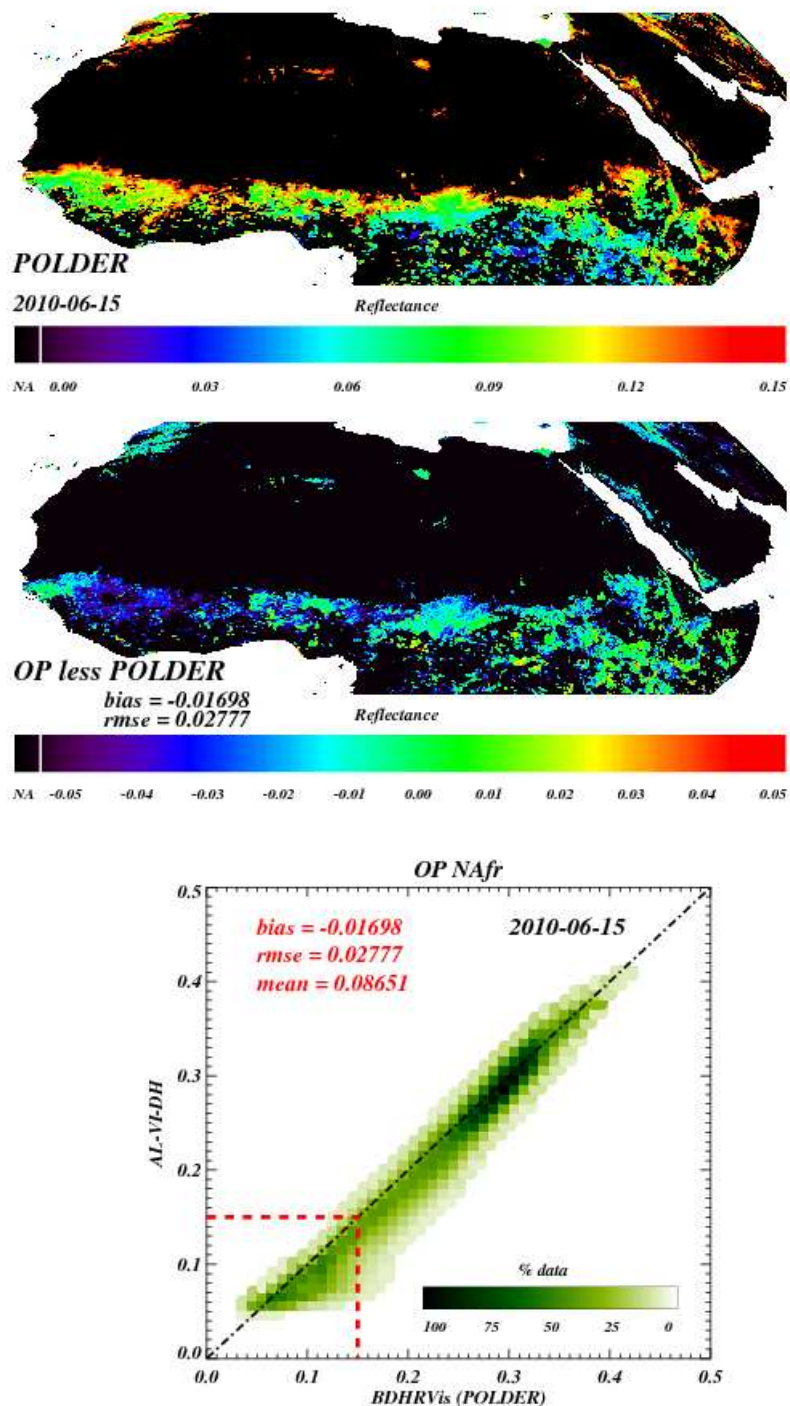 POLDER
2010-06-15 Reflectance
NA 0.00 0.03 0.06 0.09 0.12 0.15
OP less POLDER
bias = -0.01698
rmse = 0.02777 Reflectance
NA -0.05 -0.04 -0.03 -0.02 -0.01 0.00 0.01 0.02 0.03 0.04 0.05
OP NAfr
0.5
bias = -0.01698 2010-06-15
rmse = 0.02777
mean = 0.08651
0.4
0.3
AL-VI-DH
0.2
0.1
% data
100 75 50 25 0
0.0
0.0 0.1 0.2 0.3 0.4 0.5
BDHRVis (POLDER)